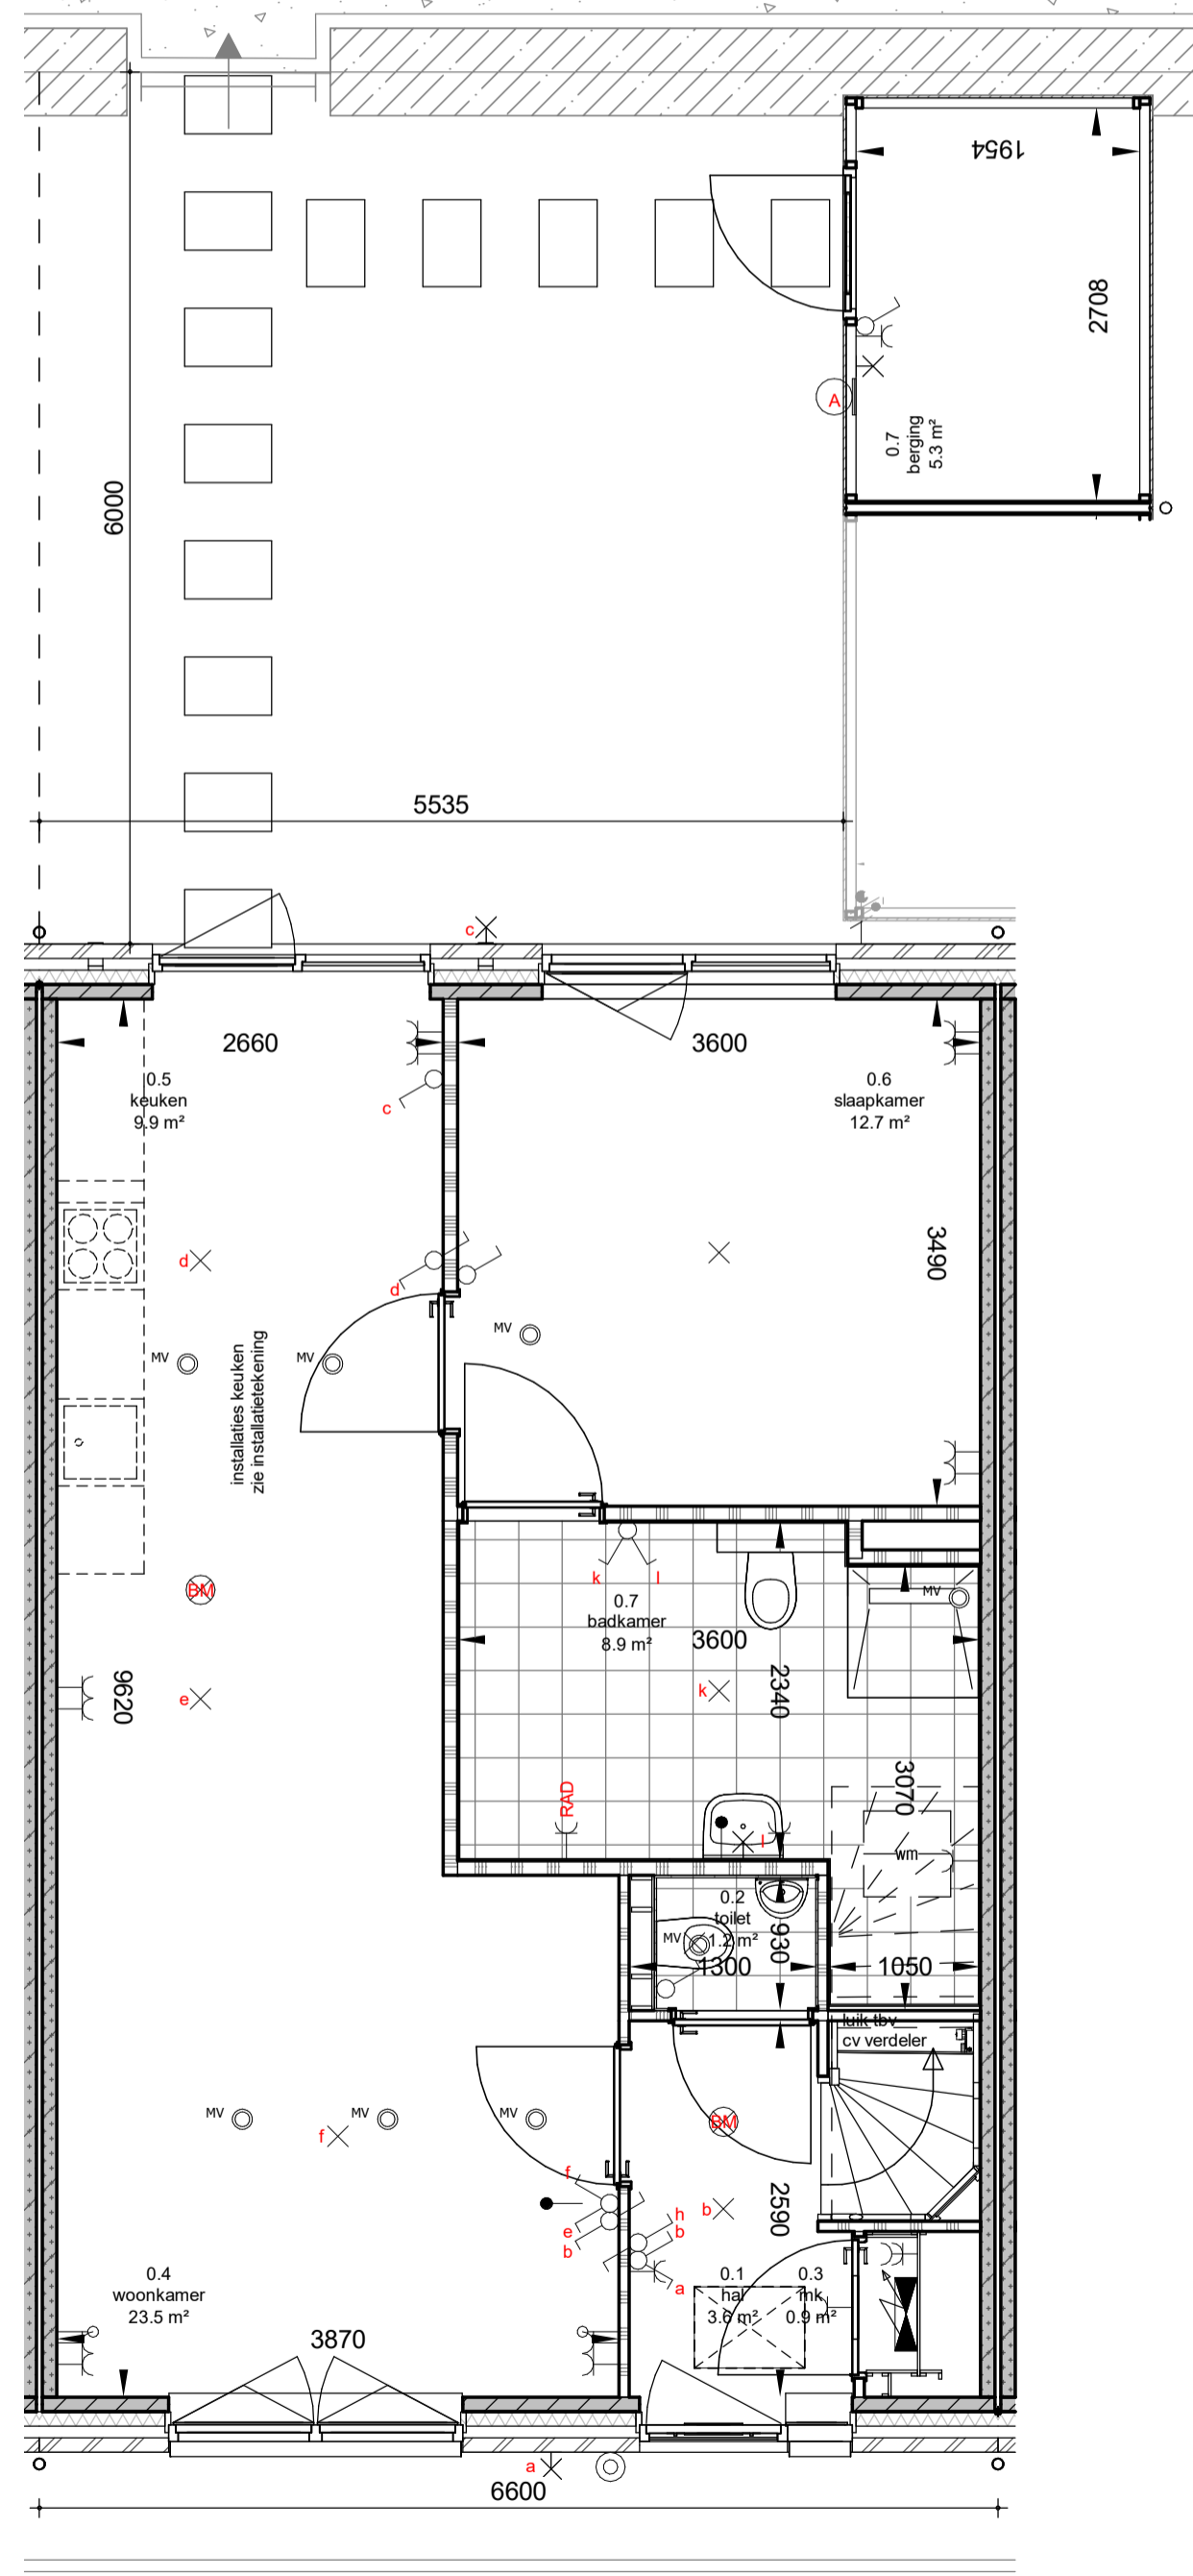 1954
2708
A
0.7
berging
5.3 m²
6000
5535
c
2660
3600
0.5
keuken
9.9 m²
0.6
slaapkamer
12.7 m²
c
3490
d
d
MV
MV
MV
installaties keuken
zie installatietekening
BM
k
l
0.7
badkamer
8.9 m²
3600
MV
9620
e
k
2340
3070
RAD
l
wm
0.2
toilet
1.2 m²
MV
930
1300
1050
luik tbv
cv verdeler
MV
MV
MV
f
BM
f
e
b
h
b
a
b
2590
0.4
woonkamer
23.5 m²
0.1
hal
3.6 m²
0.3
mk
0.9 m²
3870
a
6600